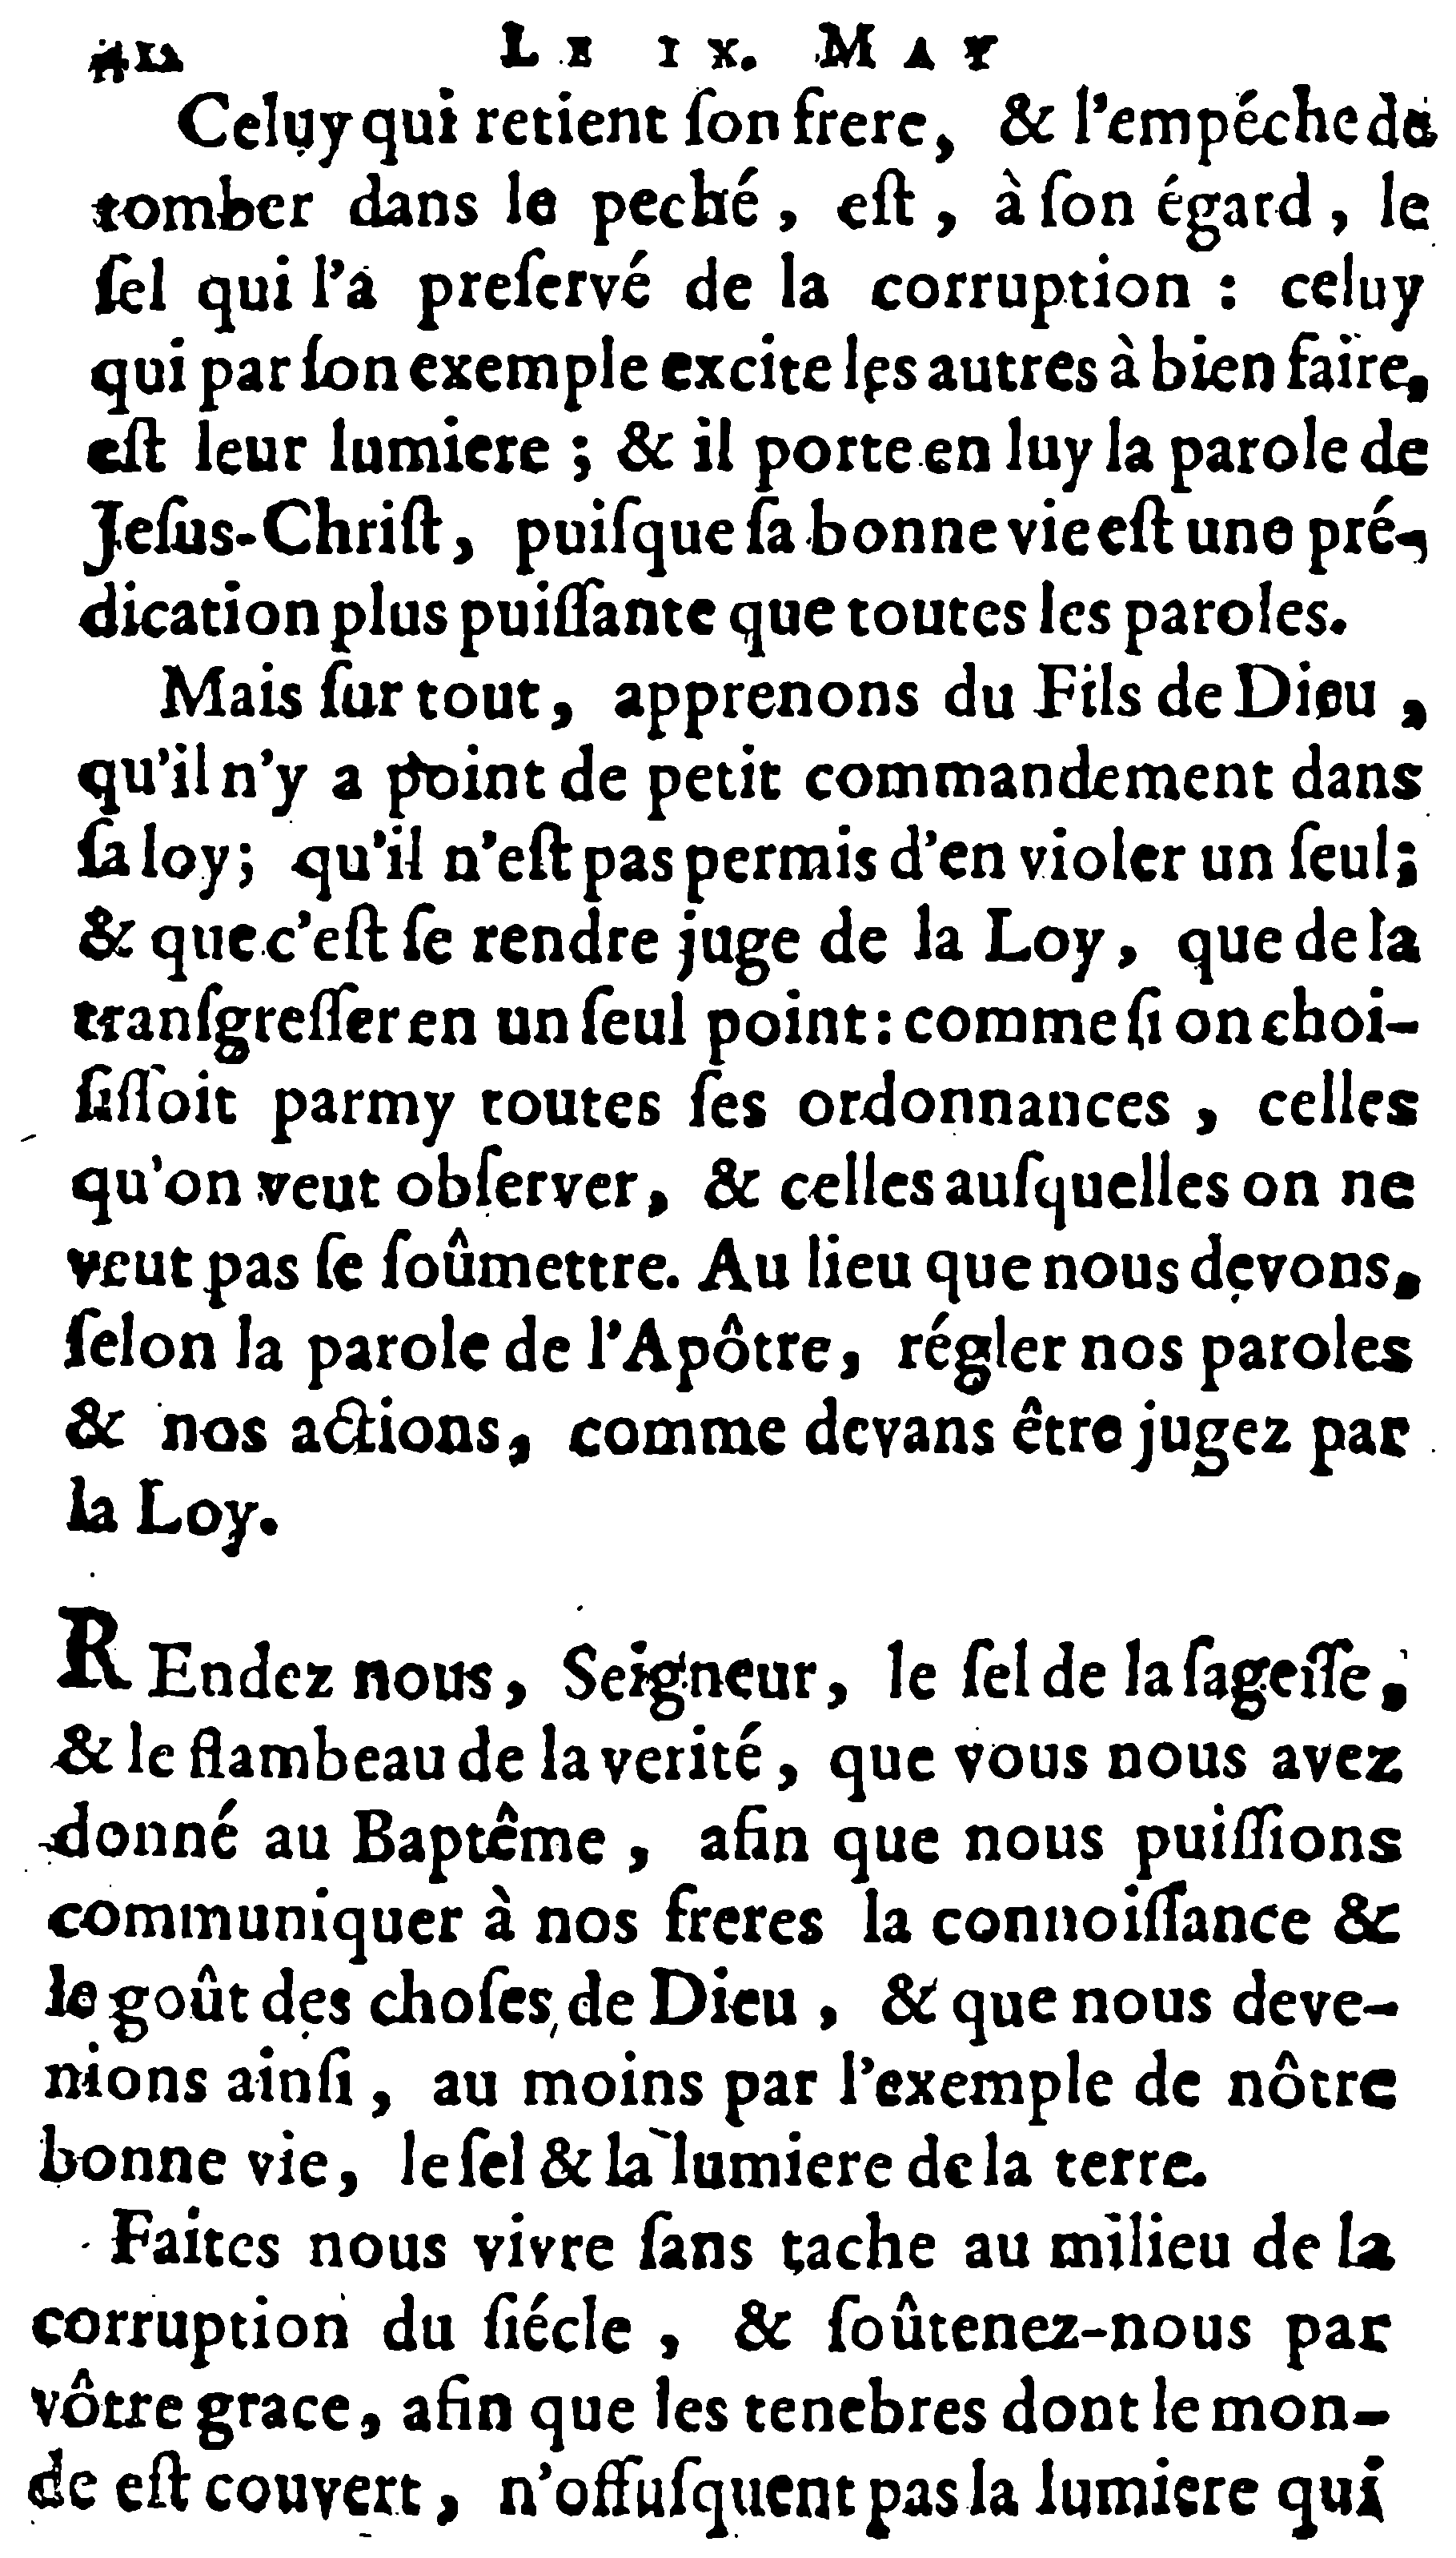 LE IX. MAY
Celuy qui retient ſon frere, & l'empéche de
tomber dans le peché, eſt, à ſon égard, le
ſel qui l'a preſervé de la corruption : celuy
qui par ſon exemple excite les autres à bien faire,
eſt leur lumiere ; & il porte en luy la parole de
Jeſus-Chriſt, puiſque ſa bonne vie eſt une pré-
dication plus puiſſante que toutes les paroles.
Mais ſur tout, apprenons du Fils de Dieu,
qu'il n'y a point de petit commandement dans
ſa loy; qu'il n'eſt pas permis d'en violer un ſeul;
& que c'eſt ſe rendre juge de la Loy, que de la
tranſgreſſer en un ſeul point : comme ſi on choi-
ſiſſoit parmy toutes ſes ordonnances, celles
qu'on veut obſerver, & celles auſquelles on ne
veut pas ſe ſoûmettre. Au lieu que nous devons,
ſelon la parole de l'Apôtre, régler nos paroles
& nos actions, comme devans être jugez par
la Loy.
REndez nous, Seigneur, le ſel de la ſageſſe,
& le flambeau de la verité, que vous nous avez
donné au Baptême, afin que nous puiſſions
communiquer à nos freres la connoiſſance &
le goût des choſes de Dieu, & que nous deve-
nions ainſi, au moins par l'exemple de nôtre
bonne vie, le ſel & la lumiere de la terre.
Faites nous vivre ſans tache au milieu de la
corruption du ſiécle, & ſoûtenez-nous par
vôtre grace, afin que les tenebres dont le mon-
de eſt couvert, n'offuſquent pas la lumiere qui